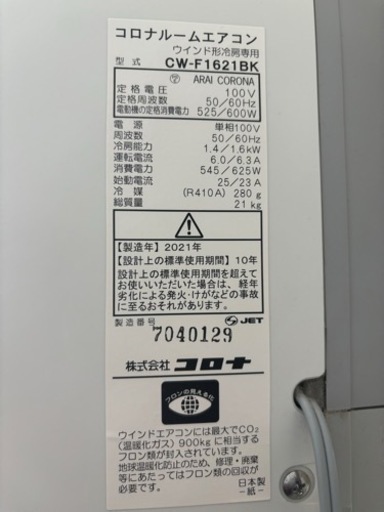 コロナルームエアコン
ウインド形冷房専用
型式 CW-F1621BK
ARAI CORONA
定格電圧 100V
定格周波数 50/60Hz
電動機の定格消費電力 525/600W
電源 単相100V
周波数 50/60Hz
冷房能力 1.4/1.6kW
運転電流 6.0/6.3A
消費電力 545/625W
始動電流 25/23A
冷媒 (R410A) 280g
総質量 21kg
【製造年】2021年
【設計上の標準使用期間】10年
設計上の標準使用期間を超えて
お使いいただいた場合は、経年
劣化による発火・けがなどの事故
に至るおそれがあります。
製造番号
7040129
JET
株式会社 コロナ
フロンの見える化
ウインドエアコンには最大でCO₂
(温暖化ガス)900kgに相当する
フロン類が封入されています。
地球温暖化防止のため、修理・廃棄
等にあたってはフロン類の回収が
必要です。
日本製
-紙-